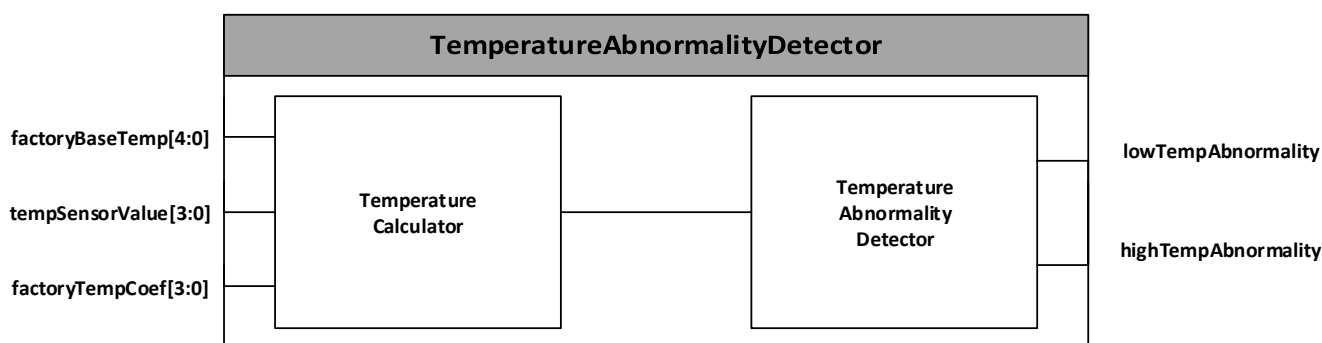 TemperatureAbnormalityDetector
factoryBaseTemp[4:0]
tempSensorValue[3:0]
factoryTempCoef[3:0]
Temperature
Calculator
Temperature
Abnormality
Detector
lowTempAbnormality
highTempAbnormality